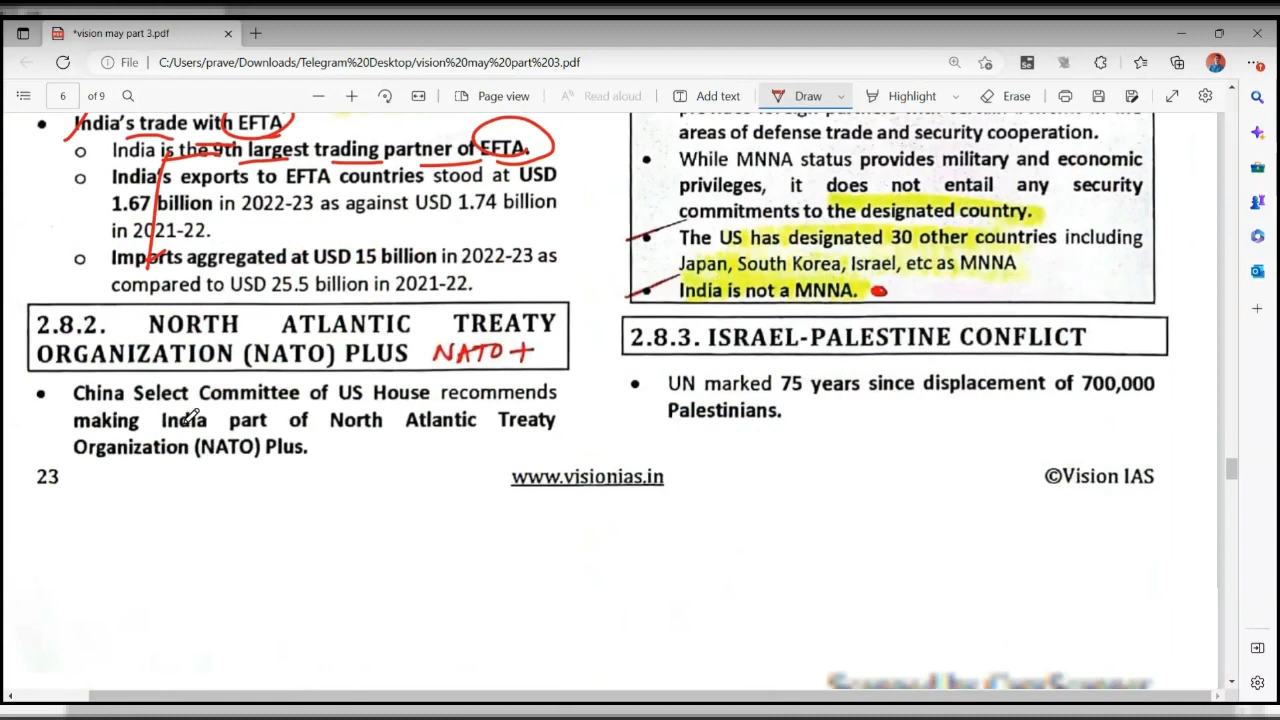 *vision may part 3.pdf
File
C:/Users/prave/Downloads/Telegram%20Desktop/vision%20may%20part%203.pdf
6 of 9
Page view
Read aloud
Add text
Draw
Highlight
Erase
India's trade with EFTA
India is the 9th largest trading partner of EFTA.
India's exports to EFTA countries stood at USD
1.67 billion in 2022-23 as against USD 1.74 billion
in 2021-22.
Imports aggregated at USD 15 billion in 2022-23 as
compared to USD 25.5 billion in 2021-22.
2.8.2. NORTH ATLANTIC TREATY
ORGANIZATION (NATO) PLUS NATO+
China Select Committee of US House recommends
making India part of North Atlantic Treaty
Organization (NATO) Plus.
areas of defense trade and security cooperation.
While MNNA status provides military and economic
privileges, it does not entail any security
commitments to the designated country.
The US has designated 30 other countries including
Japan, South Korea, Israel, etc as MNNA
India is not a MNNA.
2.8.3. ISRAEL-PALESTINE CONFLICT
UN marked 75 years since displacement of 700,000
Palestinians.
23
www.visionias.in
©Vision IAS